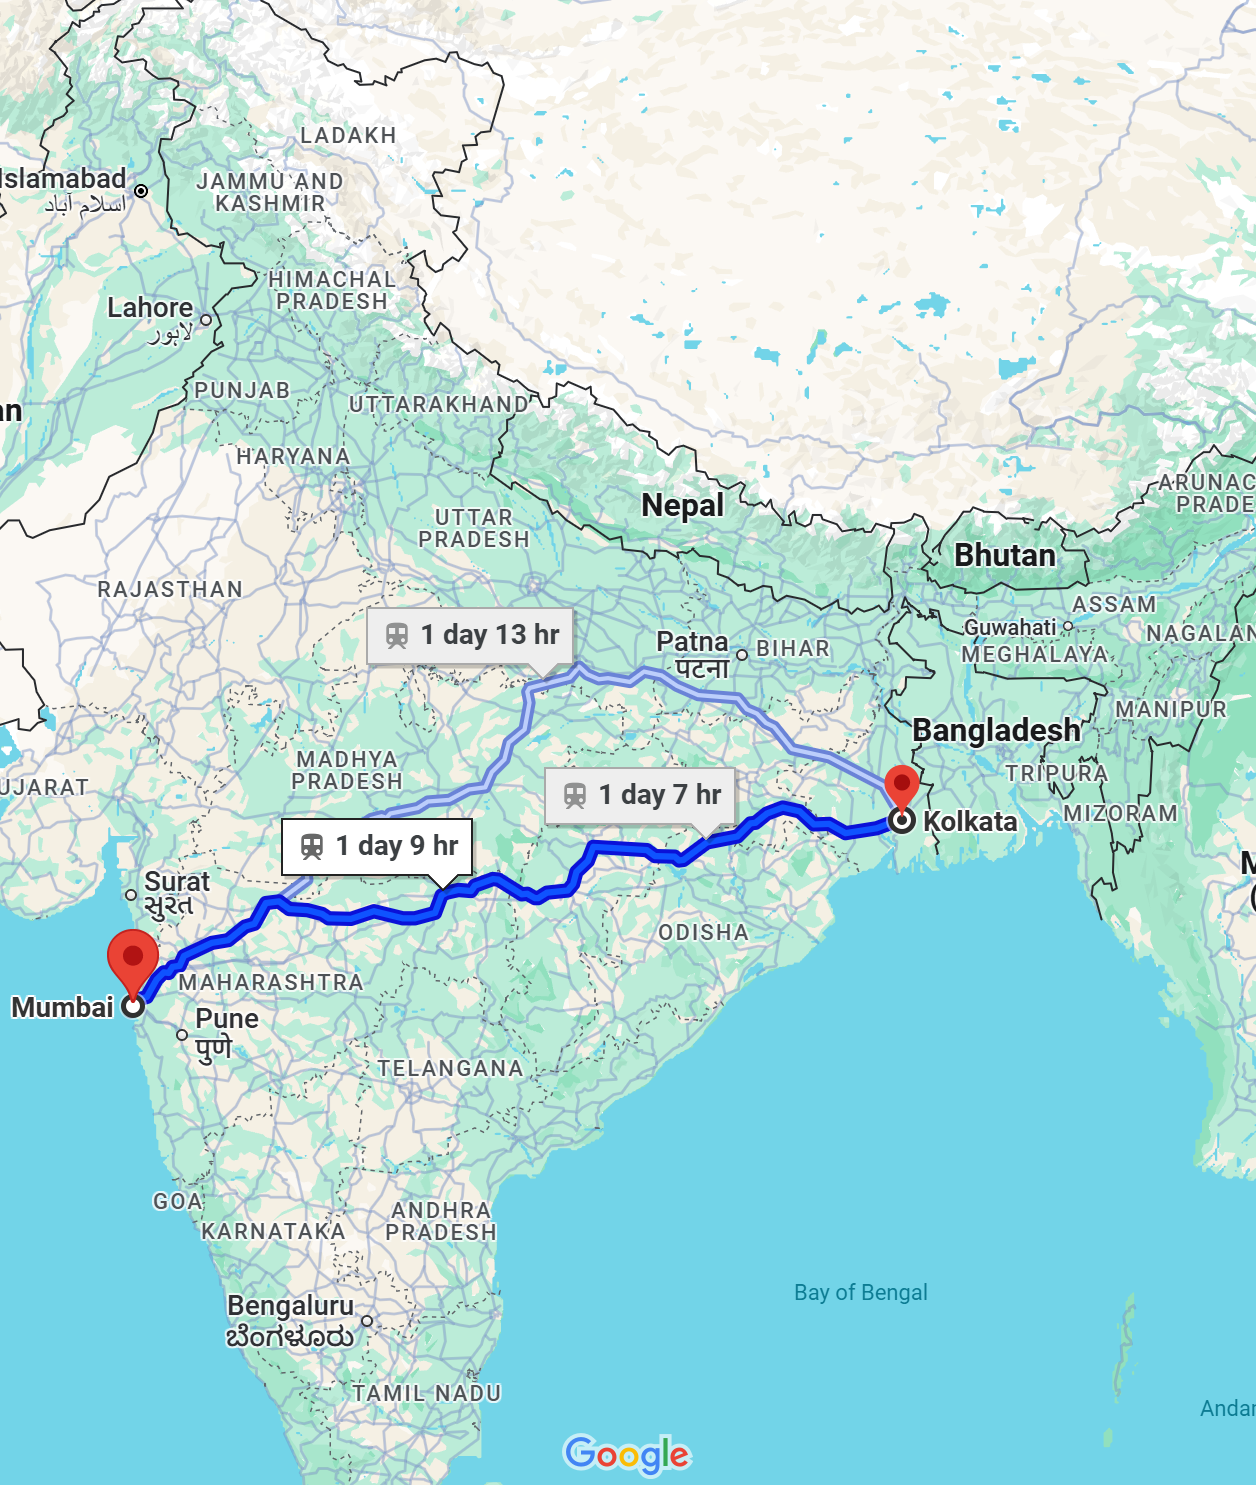 LADAKH
Islamabad
اسلام آباد
JAMMU AND
KASHMIR
HIMACHAL
PRADESH
Lahore
لاہور
PUNJAB
UTTARAKHAND
an
HARYANA
ARUNAC
PRADE
Nepal
UTTAR
PRADESH
Bhutan
RAJASTHAN
ASSAM
Guwahati
NAGALAN
1 day 13 hr
Patna
पटना
BIHAR
MEGHALAYA
MANIPUR
Bangladesh
MADHYA
PRADESH
UJARAT
TRIPURA
1 day 7 hr
MIZORAM
Kolkata
1 day 9 hr
M
Surat
સુરત
ODISHA
MAHARASHTRA
Mumbai
Pune
पुणे
TELANGANA
GOA
ANDHRA
PRADESH
KARNATAKA
Bay of Bengal
Bengaluru
ಬೆಂಗಳೂರು
TAMIL NADU
Andar
Google